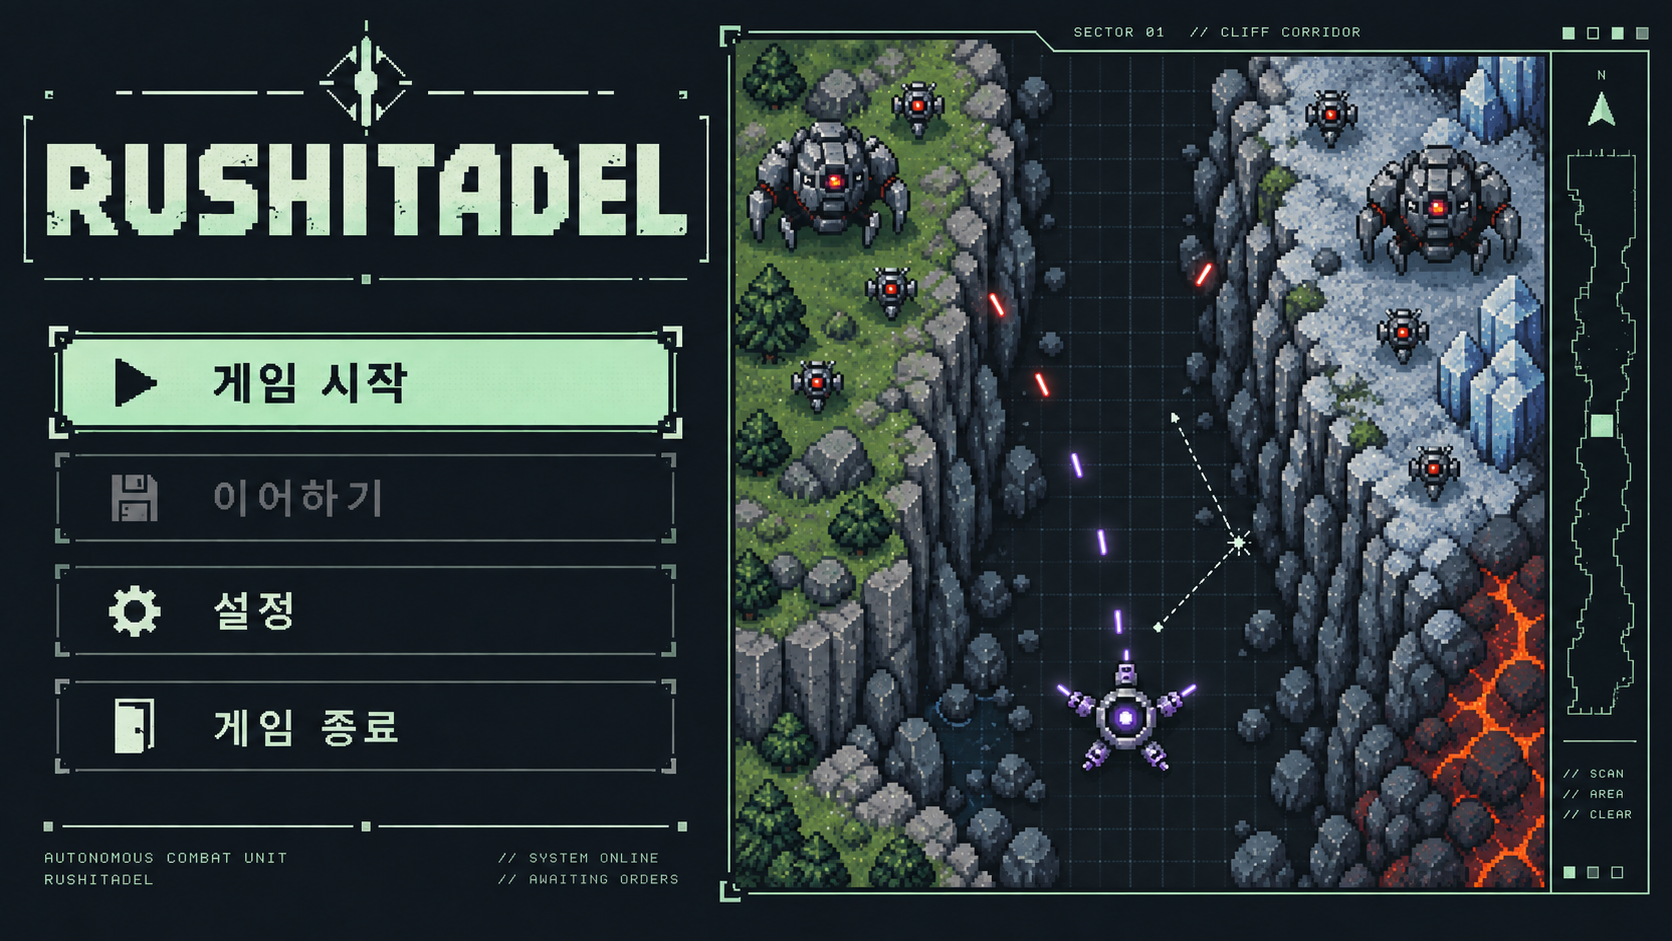 RUSHITADEL
게임 시작
이어하기
설정
게임 종료
AUTONOMOUS COMBAT UNIT
RUSHITADEL
// SYSTEM ONLINE
// AWAITING ORDERS
SECTOR 01 // CLIFF CORRIDOR
N
// SCAN
// AREA
// CLEAR